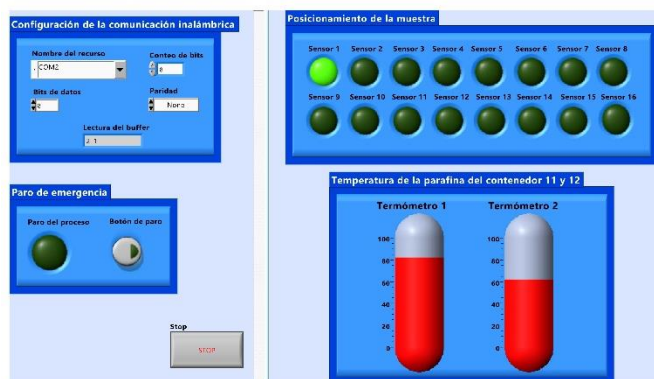 Configuración de la comunicación inalámbrica
Nombre del recurso
Conteo de bits
COM2
8
Bits de datos
Paridad
None
Lectura del buffer
Paro de emergencia
Paro del proceso
Botón de paro
Stop
STOP
Posicionamiento de la muestra
Sensor 1 Sensor 2 Sensor 3 Sensor 4 Sensor 5 Sensor 6 Sensor 7 Sensor 8
Sensor 9 Sensor 10 Sensor 11 Sensor 12 Sensor 13 Sensor 14 Sensor 15 Sensor 16
Temperatura de la parafina del contenedor 11 y 12
Termómetro 1
100
80
60
40
20
0
Termómetro 2
100
80
60
40
20
0